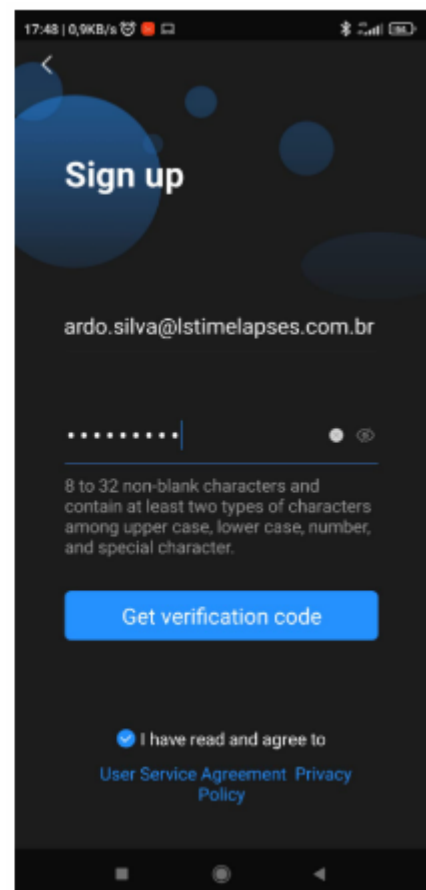 17:48 | 0,9KB/s
Sign up
ardo.silva@lstimelapses.com.br
8 to 32 non-blank characters and
contain at least two types of characters
among upper case, lower case, number,
and special character.
Get verification code
I have read and agree to
User Service Agreement Privacy
Policy